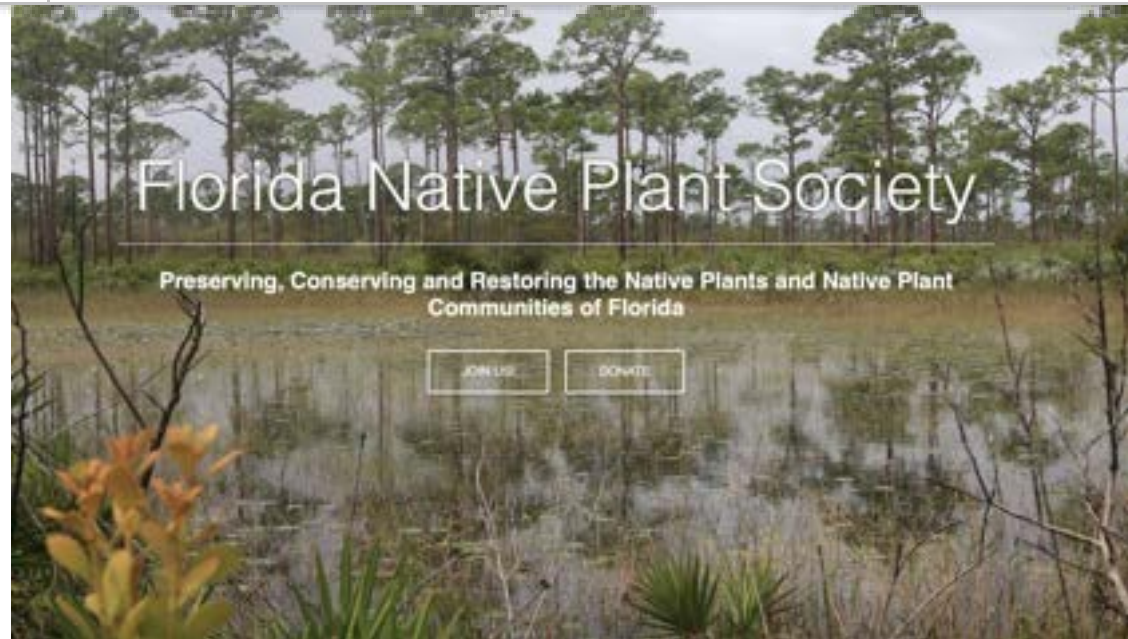 Florida Native Plant Society
Preserving, Conserving and Restoring the Native Plants and Native Plant
Communities of Florida
JOIN US!
DONATE